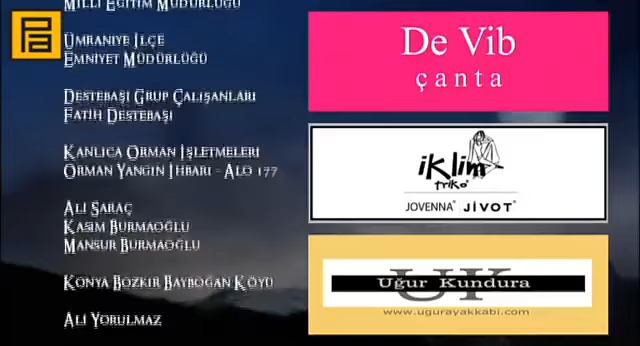 Milli Eğitim Müdürlüğü
Ümraniye İlçe
Emniyet Müdürlüğü
Destebaşı Grup Çalışanları
Fatih Destebaşı
Kanlıca Orman İşletmeleri
Orman Yangın İhbarı - Alo 177
Ali Saraç
Kasım Burmaoğlu
Mansur Burmaoğlu
Konya Bozkır Bayboğan Köyü
Ali Yorulmaz
De Vib
çanta
iklim
triko
JOVENNA® JİVOT®
UK
Uğur Kundura
www.ugurayakkabi.com